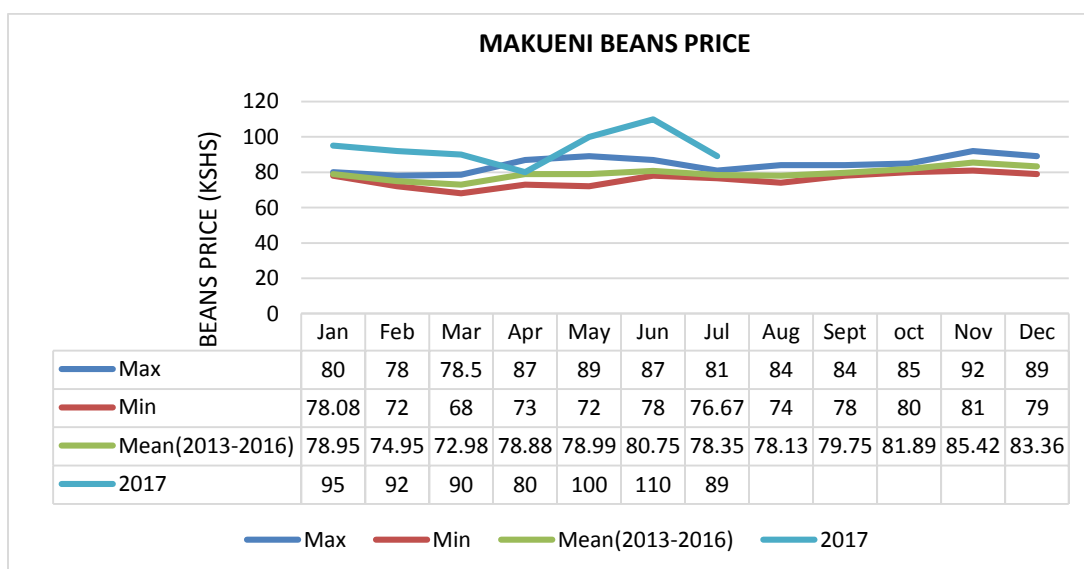 MAKUENI BEANS PRICE
BEANS PRICE (KSHS)
120
100
80
60
40
20
0
Jan Feb Mar Apr May Jun Jul Aug Sept oct Nov Dec
Max 80 78 78.5 87 89 87 81 84 84 85 92 89
Min 78.08 72 68 73 72 78 76.67 74 78 80 81 79
Mean(2013-2016) 78.95 74.95 72.98 78.88 78.99 80.75 78.35 78.13 79.75 81.89 85.42 83.36
2017 95 92 90 80 100 110 89
Max Min Mean(2013-2016) 2017